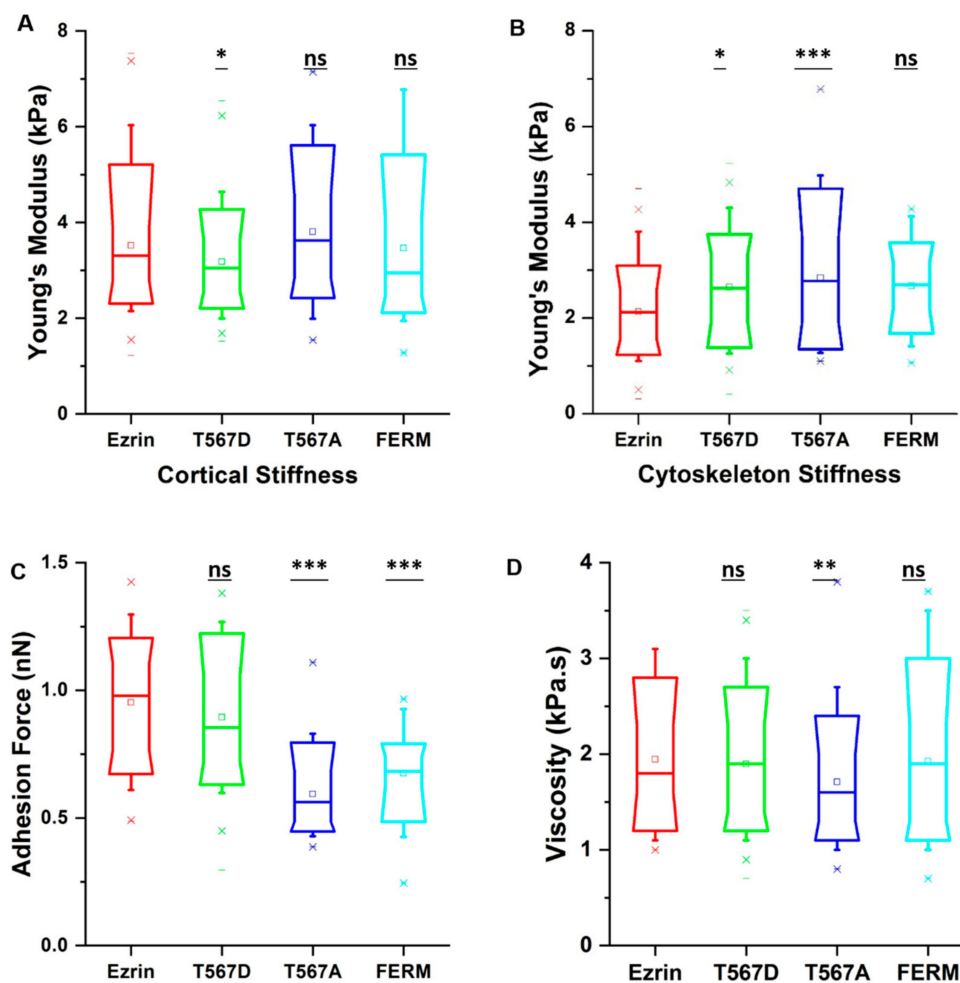 A
8
6
4
2
0
Young's Modulus (kPa)
* ns ns
Ezrin T567D T567A FERM
Cortical Stiffness
B
8
6
4
2
0
Young's Modulus (kPa)
* *** ns
Ezrin T567D T567A FERM
Cytoskeleton Stiffness
C
1.5
1.0
0.5
0.0
Adhesion Force (nN)
ns *** ***
Ezrin T567D T567A FERM
D
4
3
2
1
0
Viscosity (kPa.s)
ns ** ns
Ezrin T567D T567A FERM